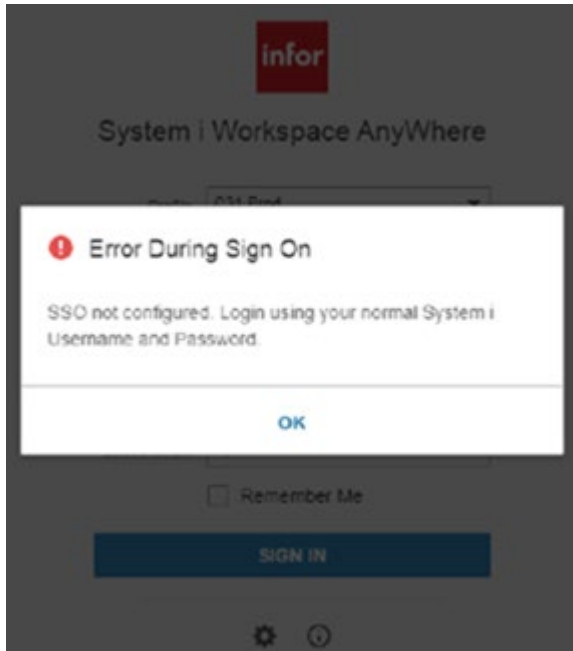 infor
System i Workspace AnyWhere
Error During Sign On
SSO not configured. Login using your normal System i
Username and Password.
OK
Remember Me
SIGN IN